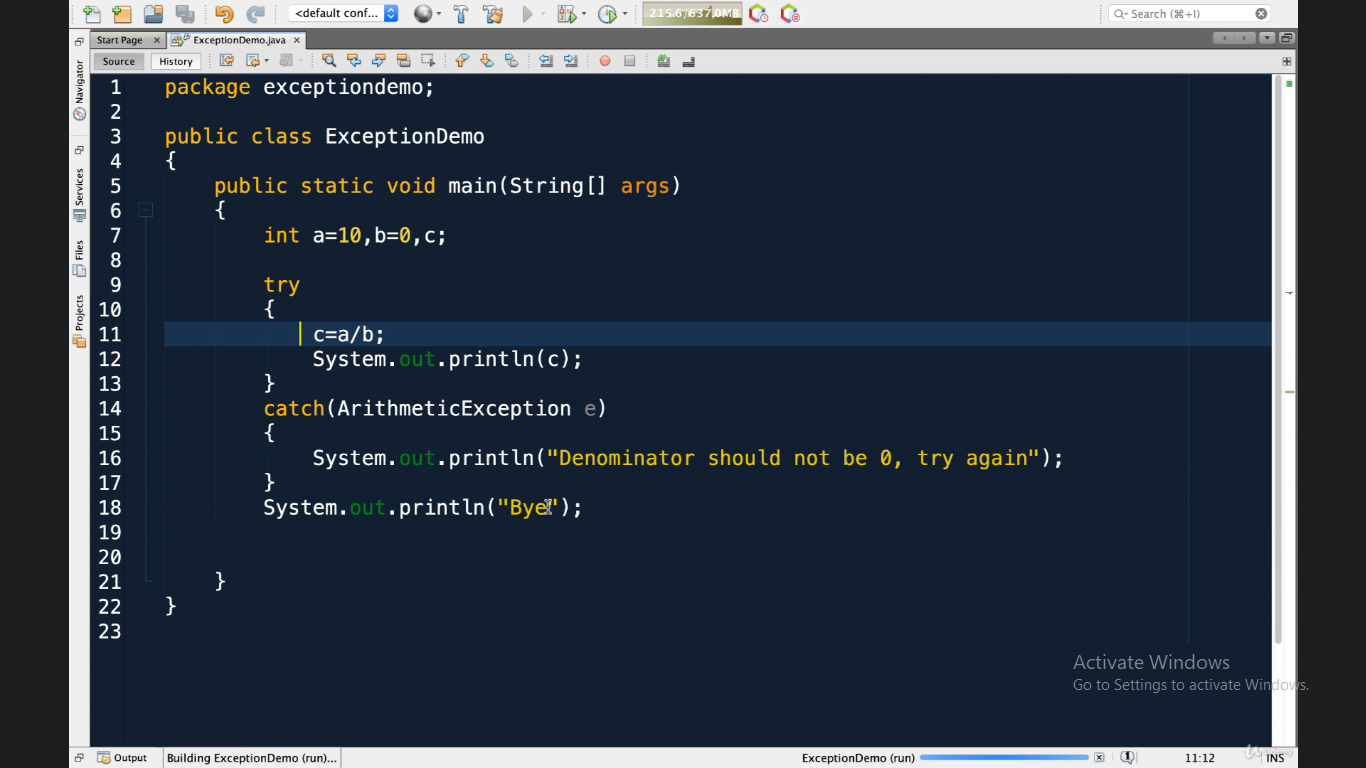 <default conf...
215.6/637.0MB
Search (⌘+I)
Start Page
ExceptionDemo.java
Source
History
Navigator
Services
Files
Projects
1 package exceptiondemo;
2
3 public class ExceptionDemo
4 {
5 public static void main(String[] args)
6 {
7 int a=10,b=0,c;
8
9 try
10 {
11 c=a/b;
12 System.out.println(c);
13 }
14 catch(ArithmeticException e)
15 {
16 System.out.println("Denominator should not be 0, try again");
17 }
18 System.out.println("Bye");
19
20
21 }
22 }
23
Activate Windows
Go to Settings to activate Windows.
Output
Building ExceptionDemo (run)...
ExceptionDemo (run)
11:12
INS